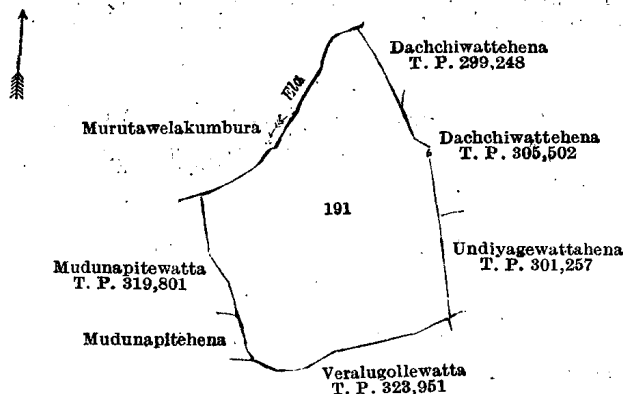 Dachchiwattehena
T. P. 299,248
Ela
Murutawelakumbura
Dachchiwattehena
T. P. 305,502
191
Undiyagewattahena
T. P. 301,257
Mudunapitewatta
T. P. 319,801
Mudunapitehena
Veralugollewatta
T. P. 323,951